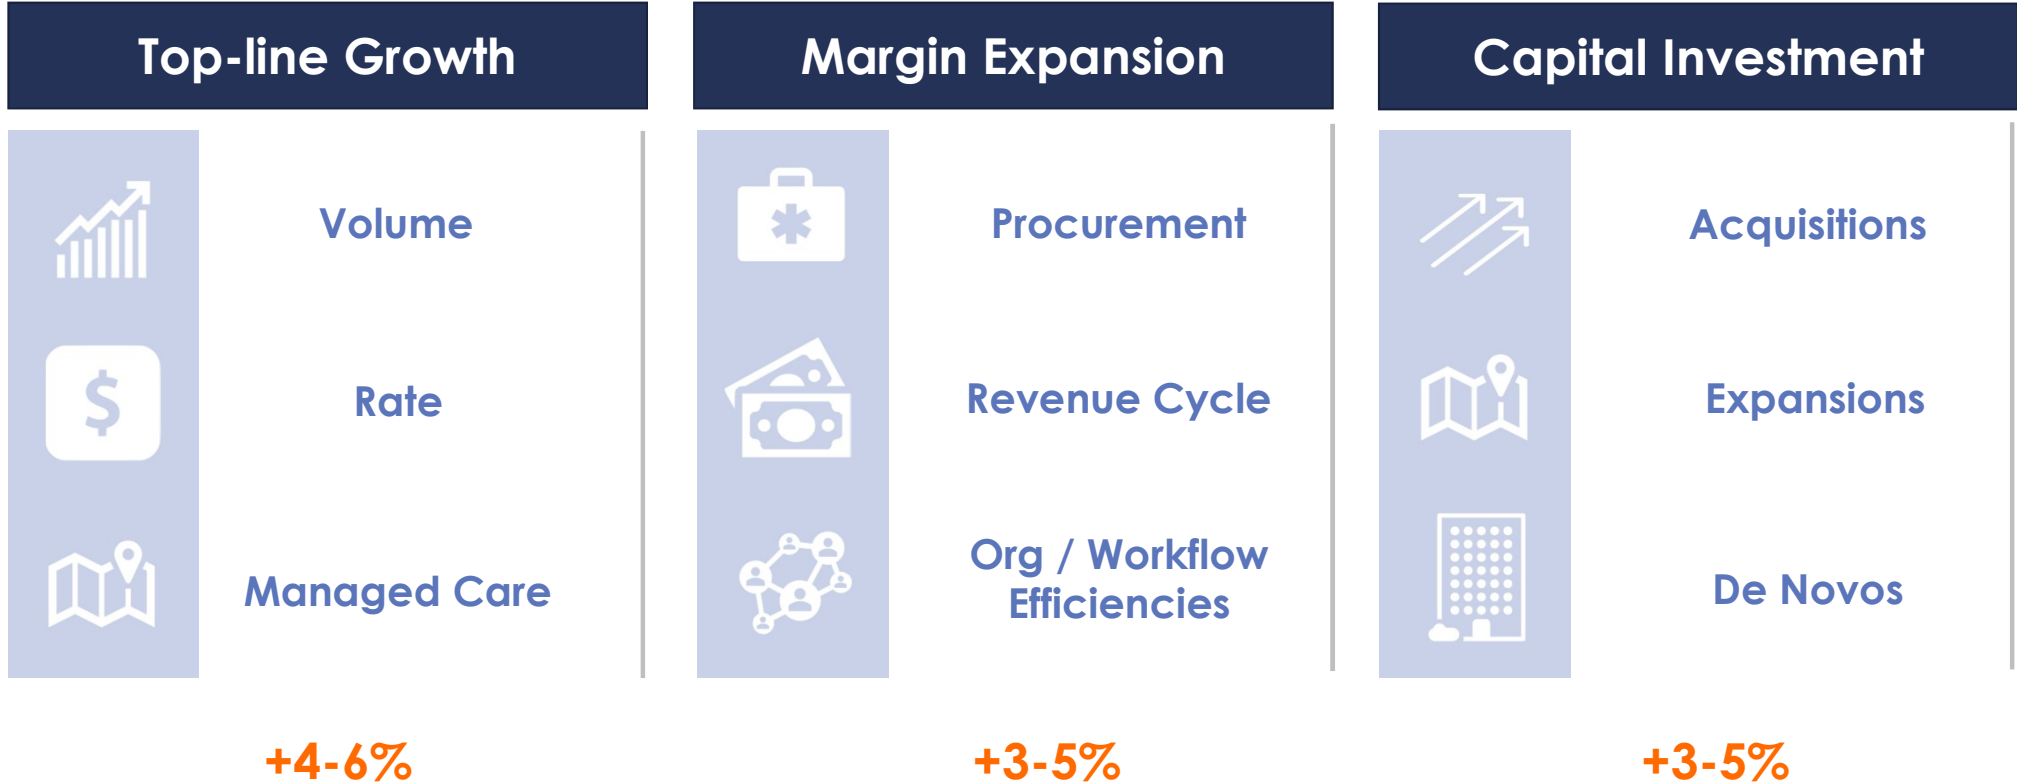 Top-line Growth
Volume
Rate
$
Managed Care
+4-6%
Margin Expansion
Procurement
Revenue Cycle
Org / Workflow
Efficiencies
+3-5%
Capital Investment
Acquisitions
Expansions
De Novos
+3-5%